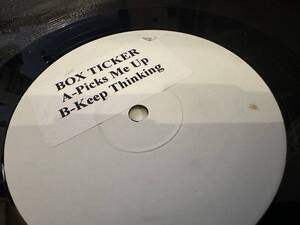 BOX TICKER
A-Picks Me Up
B-Keep Thinking